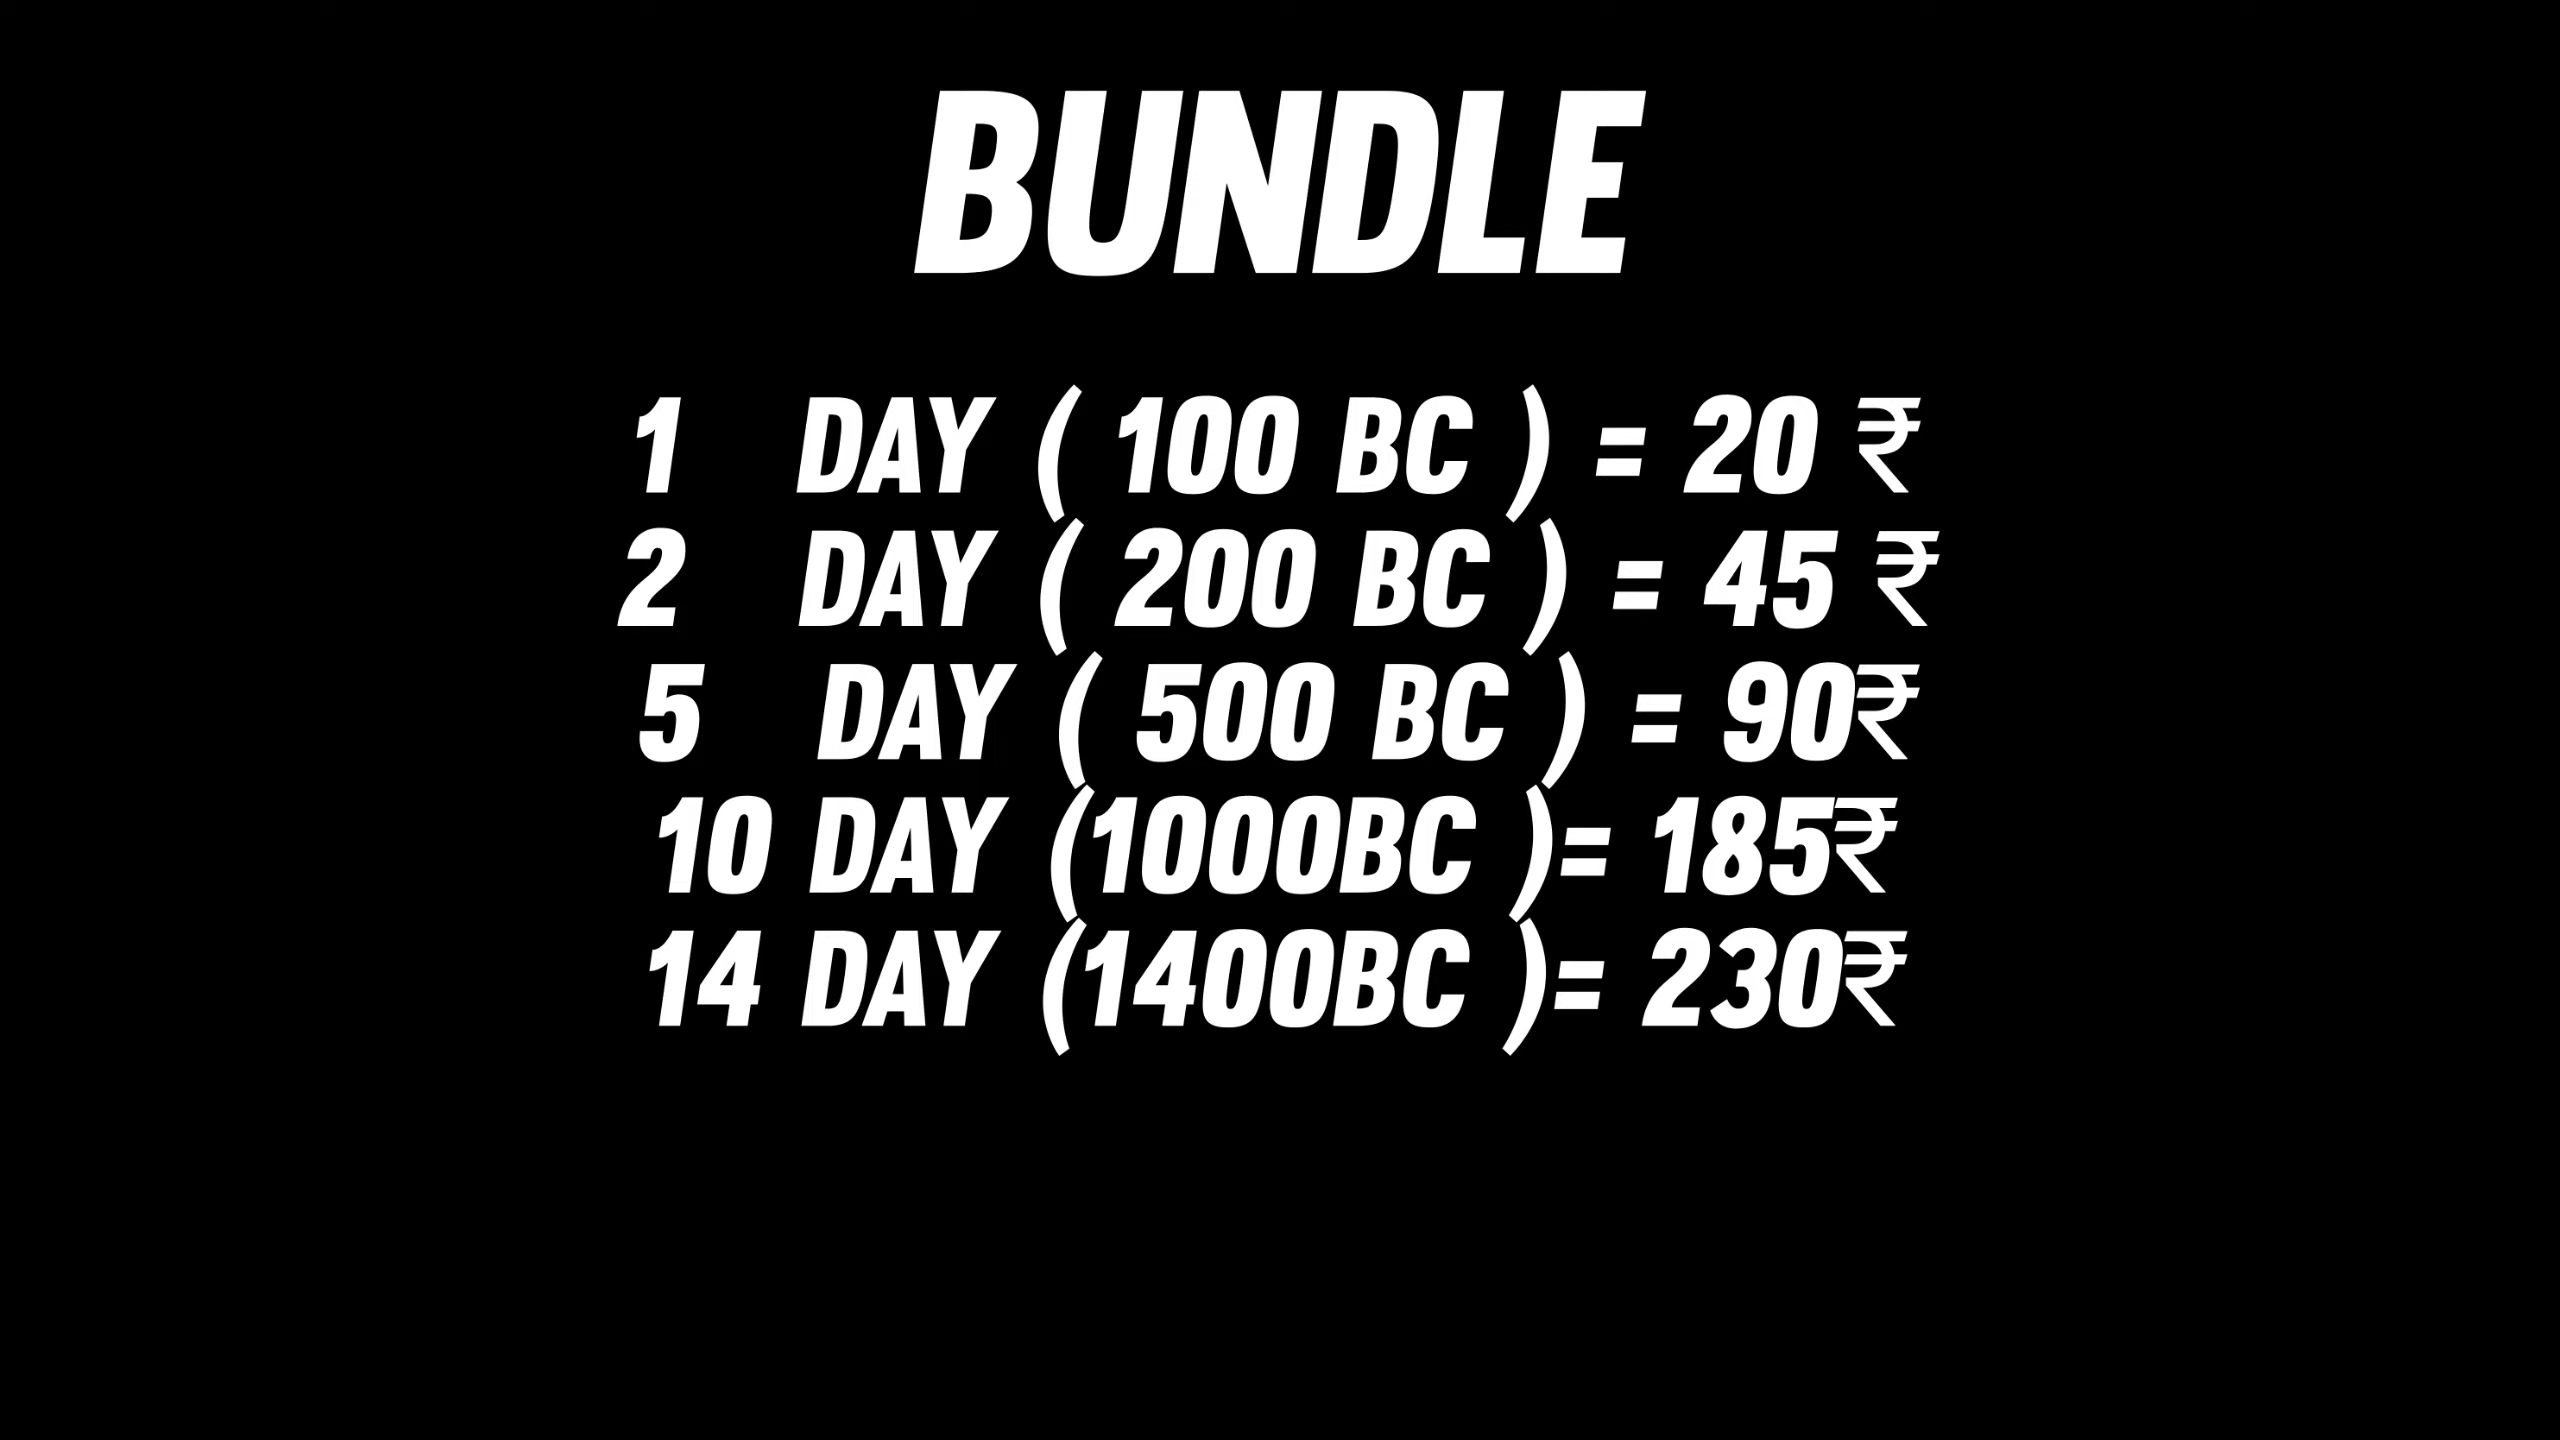 BUNDLE
1 DAY ( 100 BC ) = 20 ₹
2 DAY ( 200 BC ) = 45 ₹
5 DAY ( 500 BC ) = 90₹
10 DAY (1000BC )= 185₹
14 DAY (1400BC )= 230₹